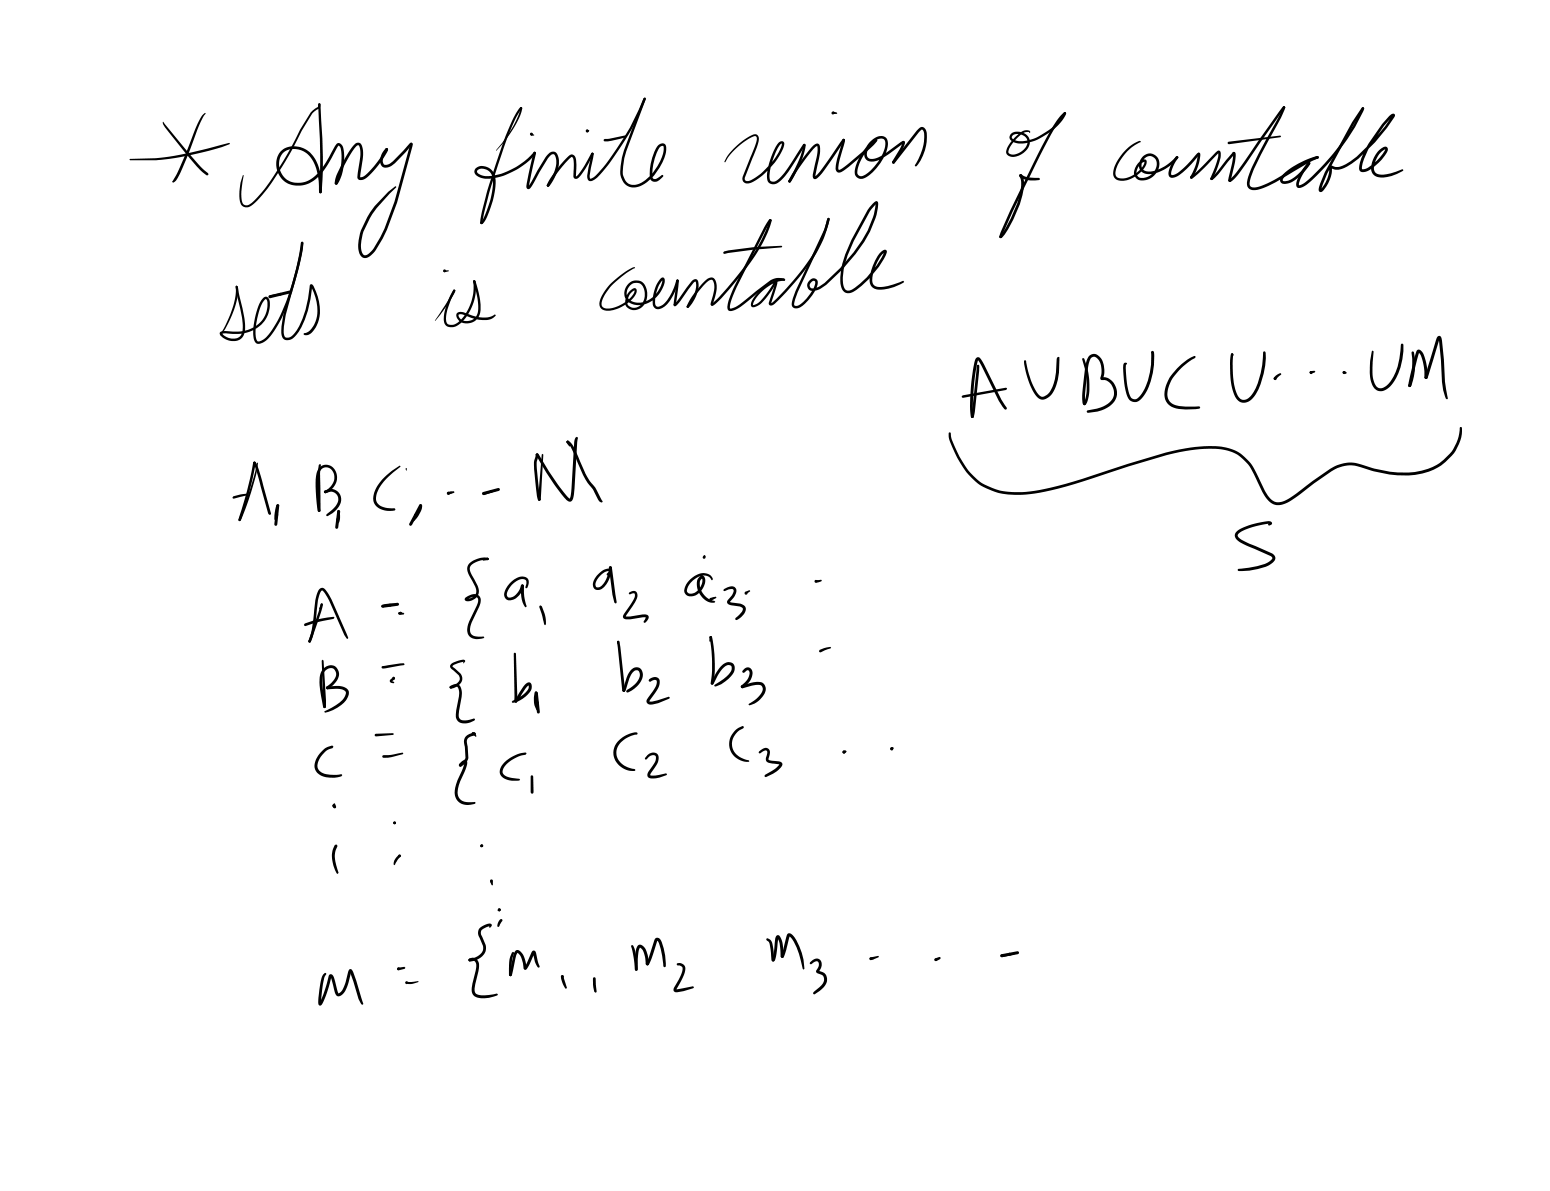 * Any finite union of countable
sets is countable
A ∪ B ∪ C ∪ . . . ∪ M
S
A, B, C, . . M
A = { a₁ a₂ a₃ . .
B = { b₁ b₂ b₃ -
C = { c₁ c₂ c₃ . .
M = { m₁, m₂ m₃ . . .